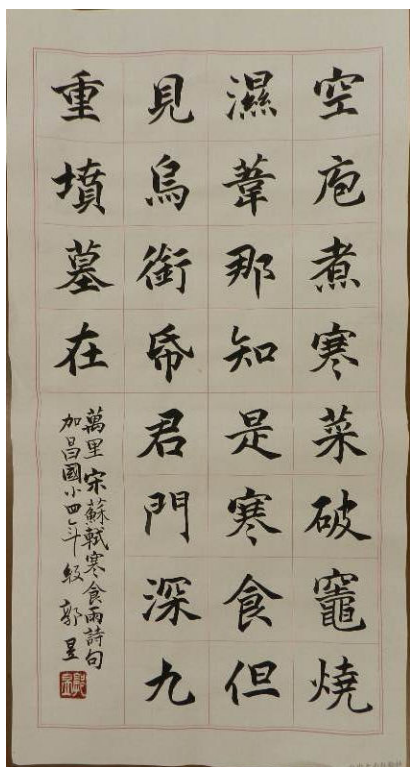 空庖煮寒菜破竈燒
濕葦那知是寒食但
見烏銜帋君門深九
重墳墓在
萬里 宋蘇軾寒食雨詩句
加昌國小四年級 郭昱